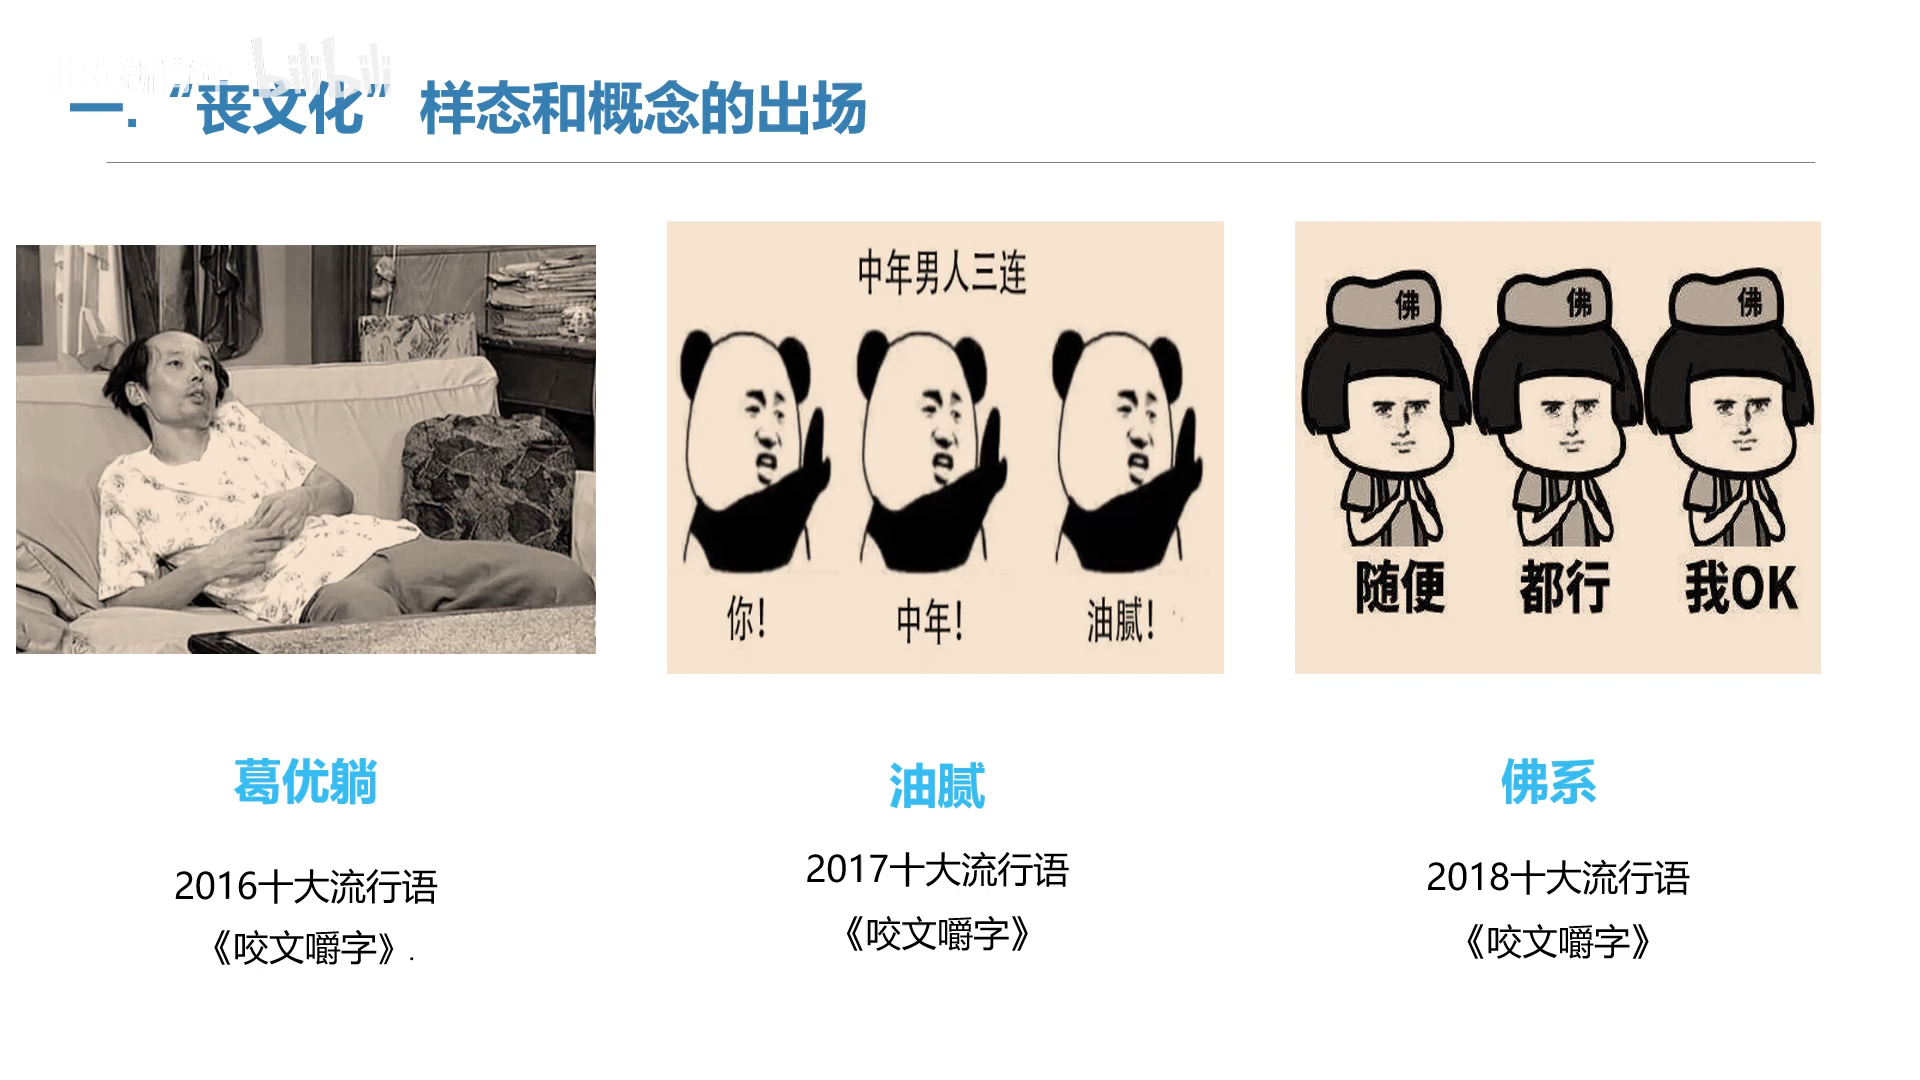 bilibili
一. “丧文化”样态和概念的出场
中年男人三连
你！
中年！
油腻！
佛
佛
佛
随便
都行
我OK
葛优躺
油腻
佛系
2016十大流行语
《咬文嚼字》.
2017十大流行语
《咬文嚼字》
2018十大流行语
《咬文嚼字》